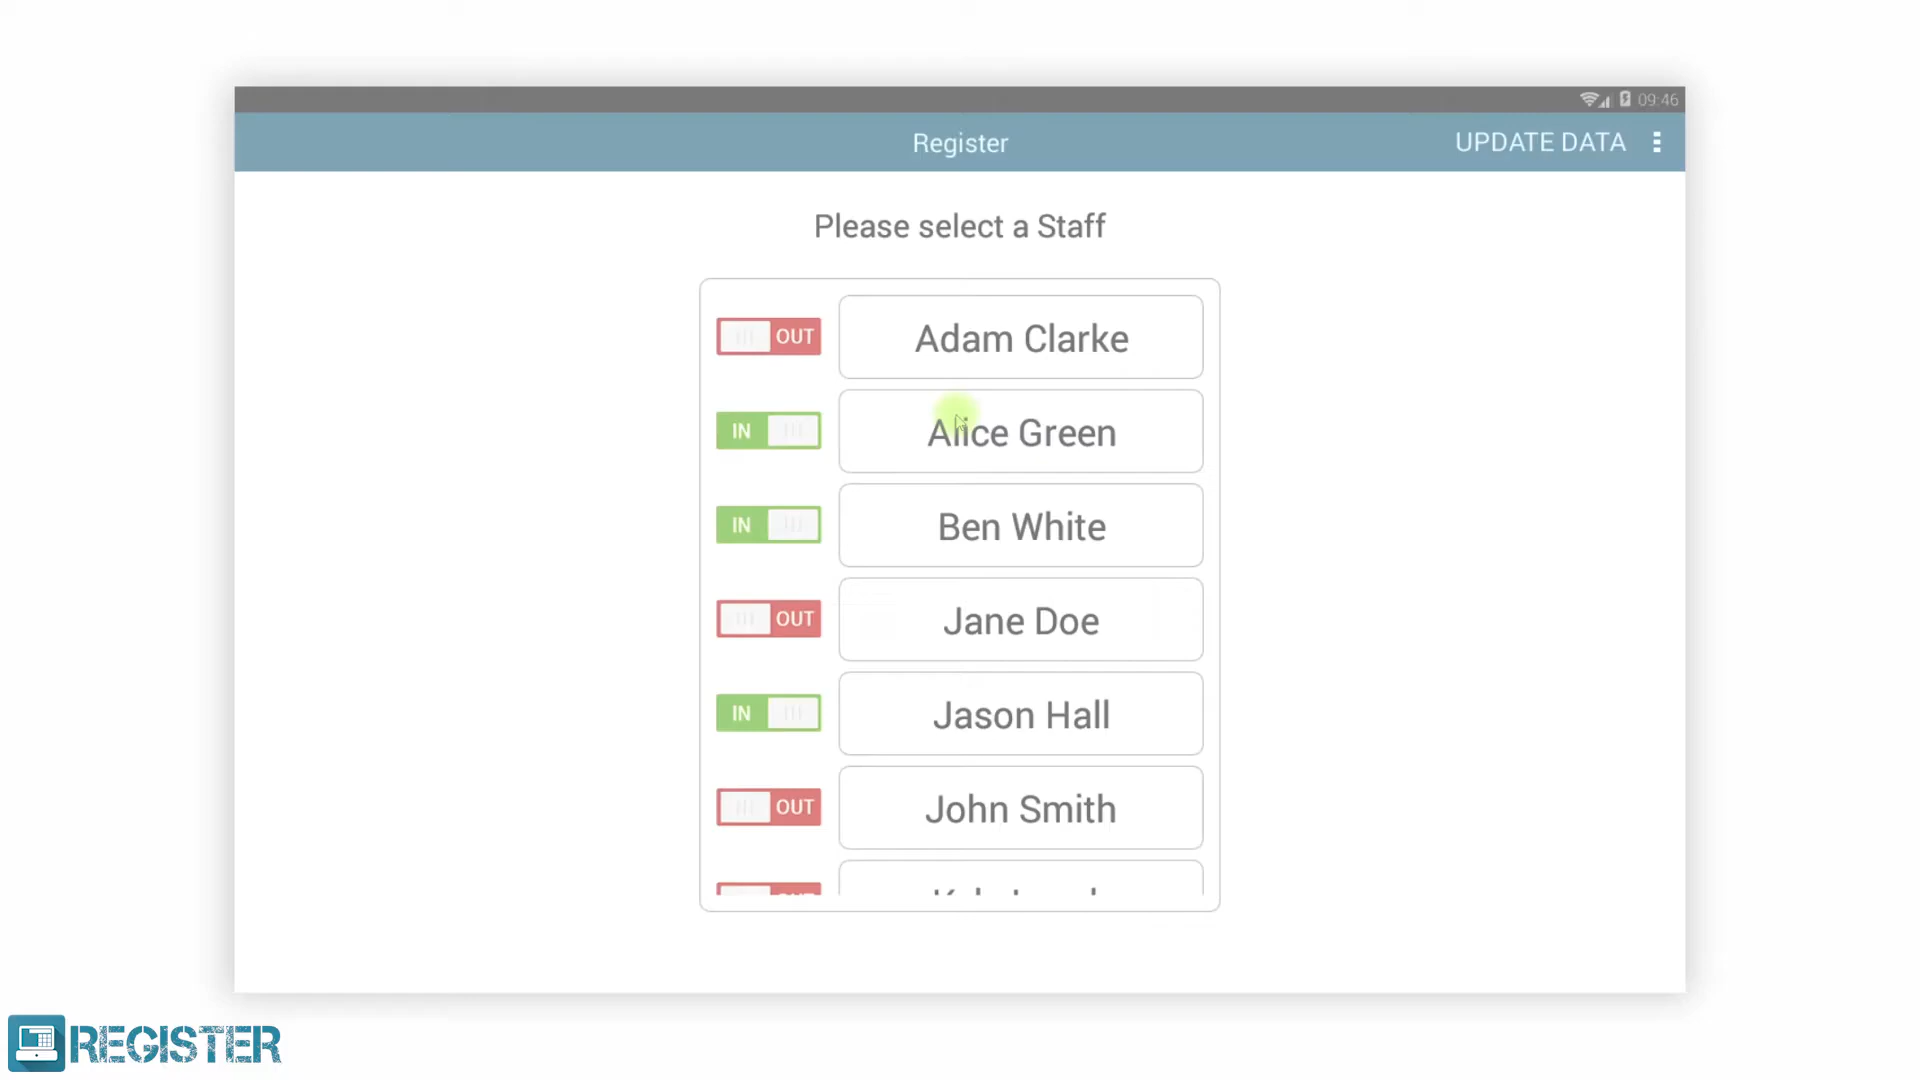 09:46
Register
UPDATE DATA
Please select a Staff
OUT Adam Clarke
IN Alice Green
IN Ben White
OUT Jane Doe
IN Jason Hall
OUT John Smith
REGISTER